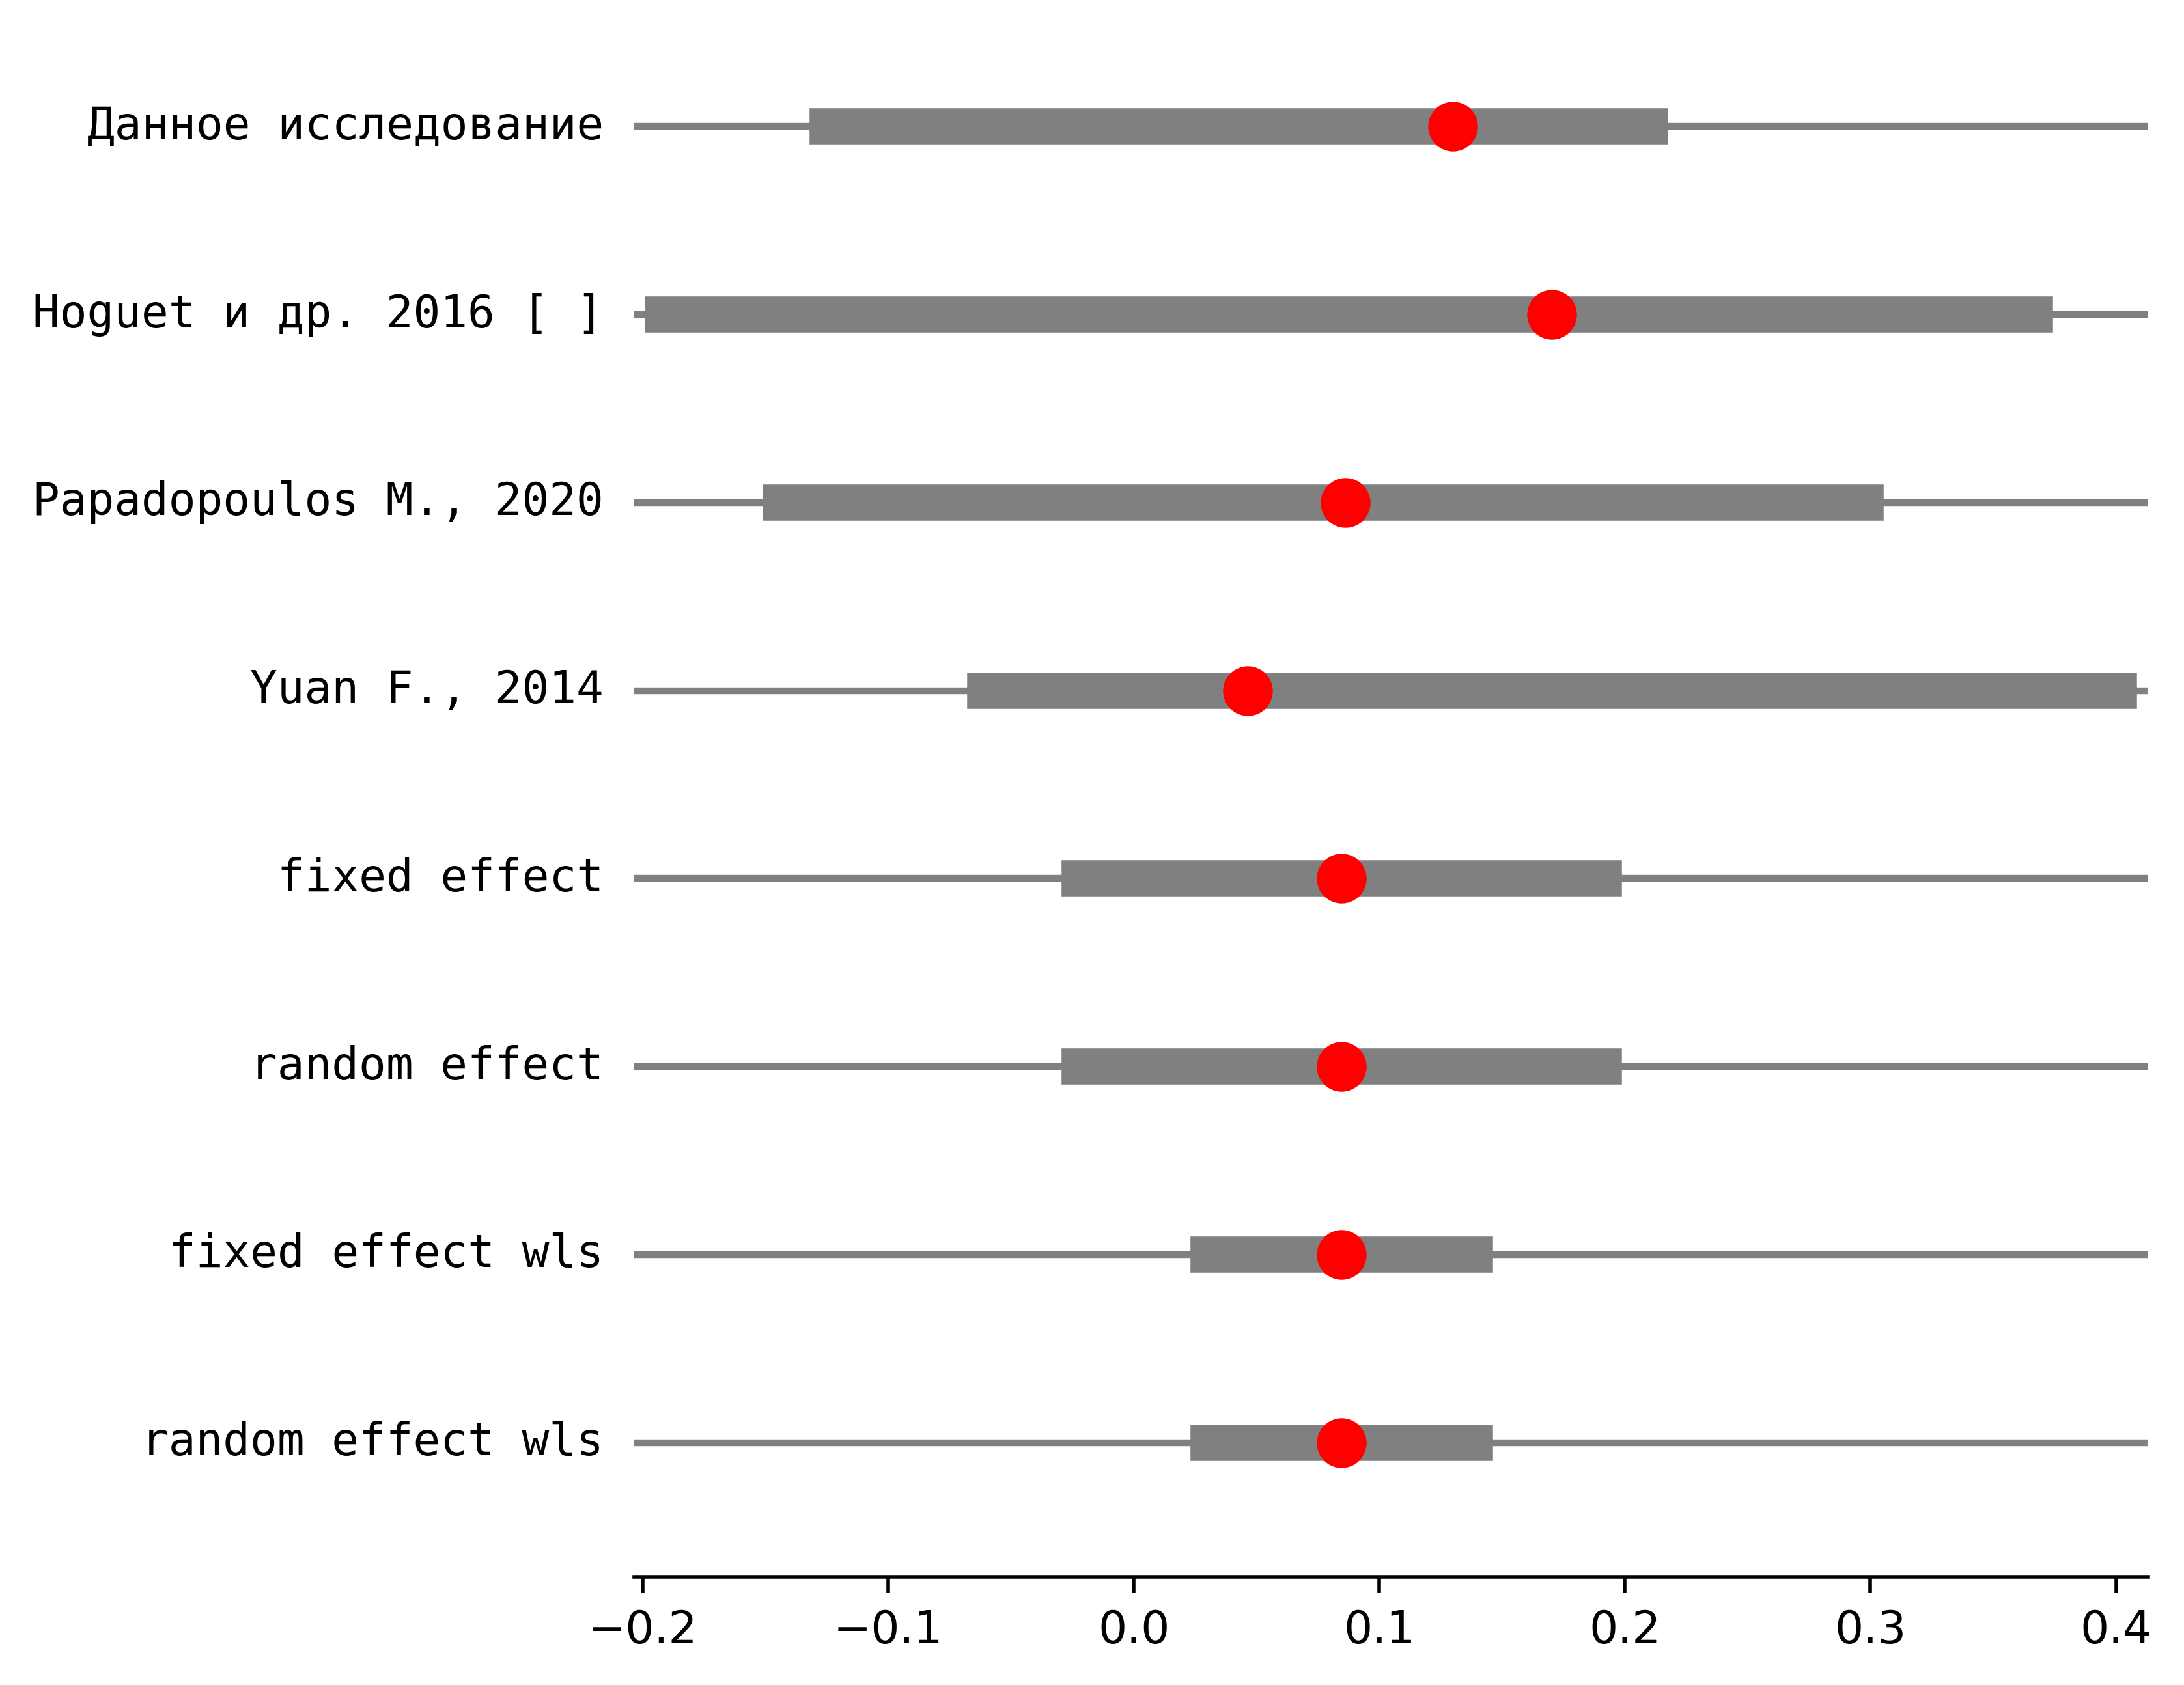 Данное исследование
Hoguet и др. 2016 [ ]
Papadopoulos M., 2020
Yuan F., 2014
fixed effect
random effect
fixed effect wls
random effect wls
−0.2 −0.1 0.0 0.1 0.2 0.3 0.4